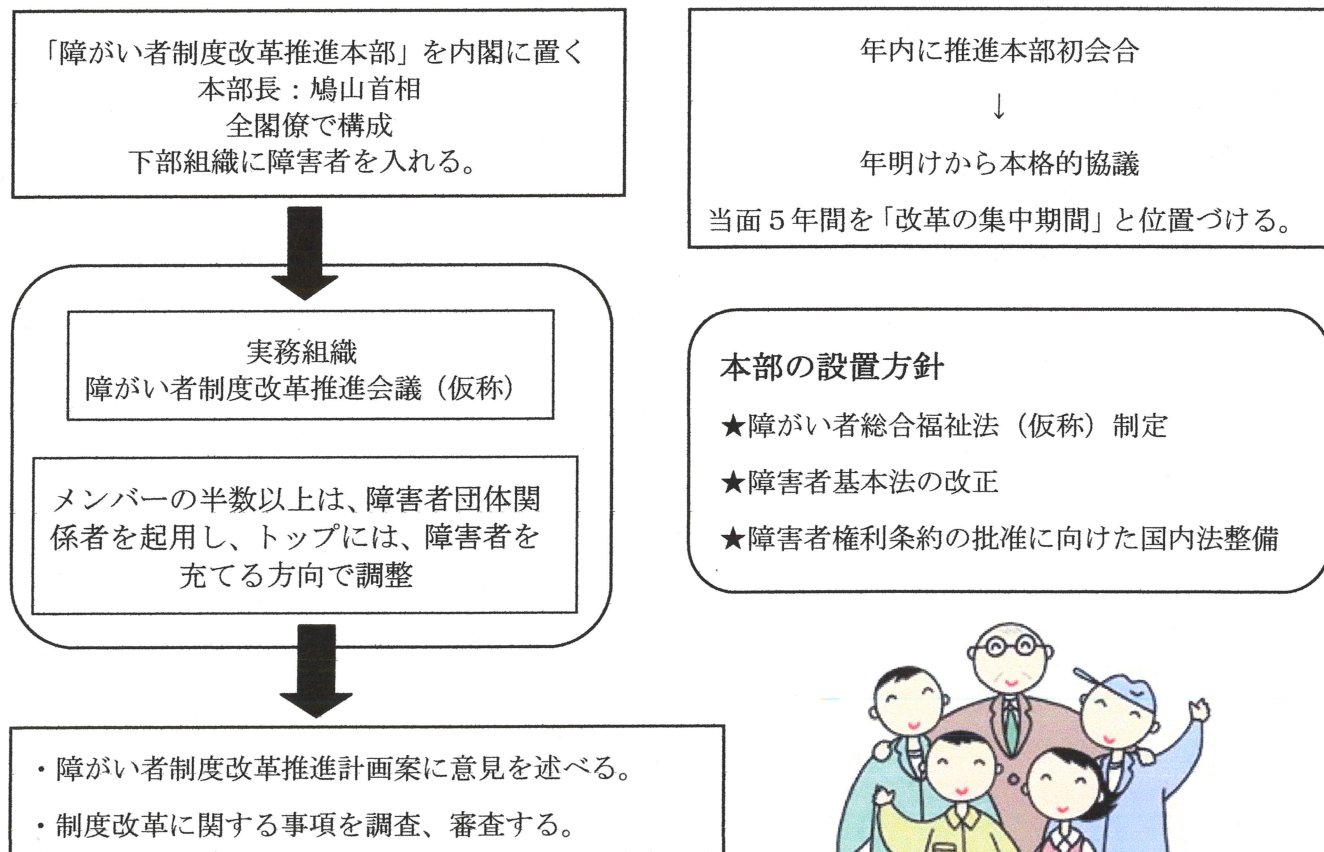 「障がい者制度改革推進本部」を内閣に置く
本部長：鳩山首相
全閣僚で構成
下部組織に障害者を入れる。
実務組織
障がい者制度改革推進会議（仮称）
メンバーの半数以上は、障害者団体関
係者を起用し、トップには、障害者を
充てる方向で調整
・障がい者制度改革推進計画案に意見を述べる。
・制度改革に関する事項を調査、審査する。
年内に推進本部初会合
↓
年明けから本格的協議
当面５年間を「改革の集中期間」と位置づける。
本部の設置方針
★障がい者総合福祉法（仮称）制定
★障害者基本法の改正
★障害者権利条約の批准に向けた国内法整備